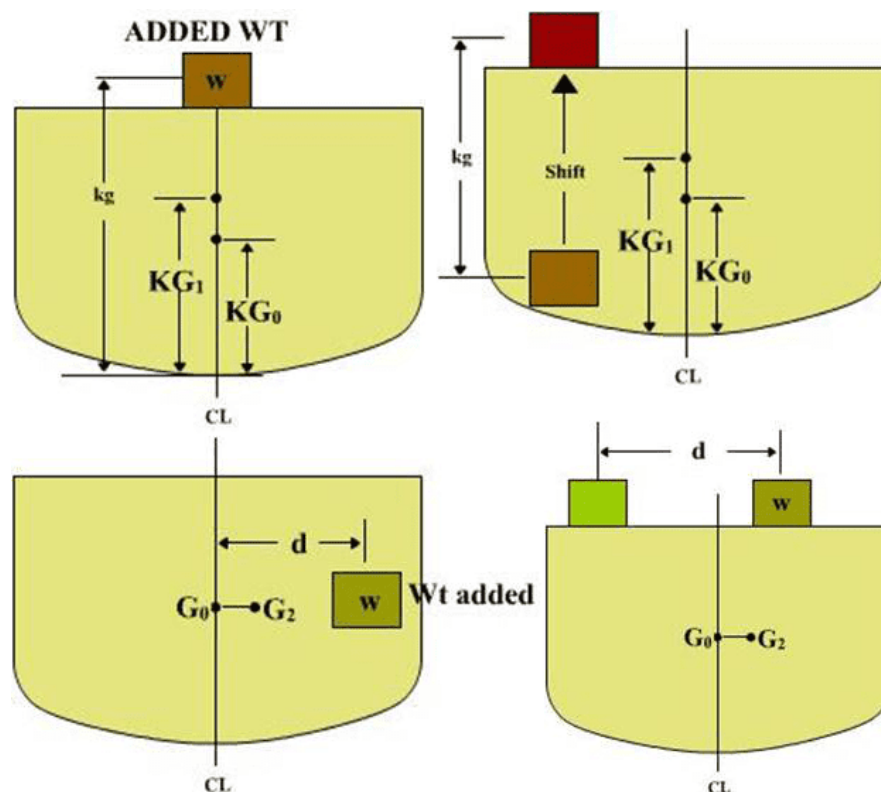 ADDED WT
w
kg
KG₁
KG₀
CL
kg
Shift
KG₁
KG₀
CL
d
G₀
G₂
w
Wt added
CL
d
w
G₀
G₂
CL